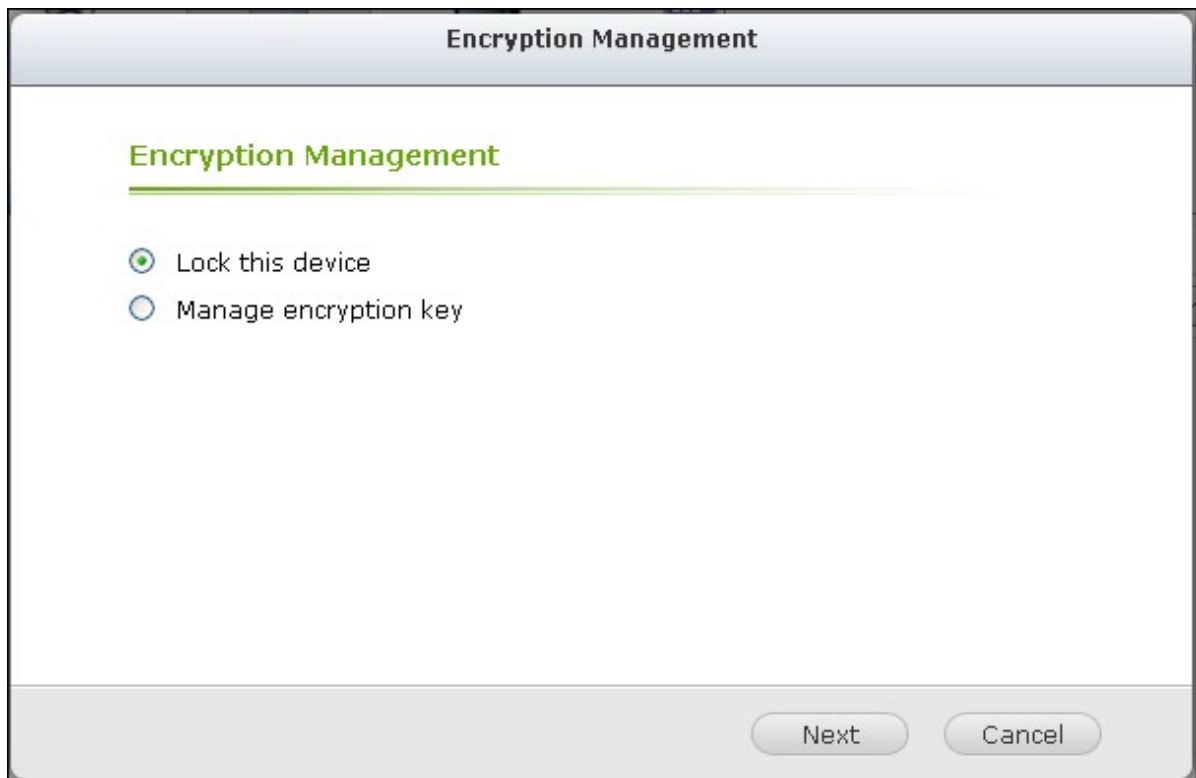 Encryption Management
Encryption Management
Lock this device
Manage encryption key
Next Cancel